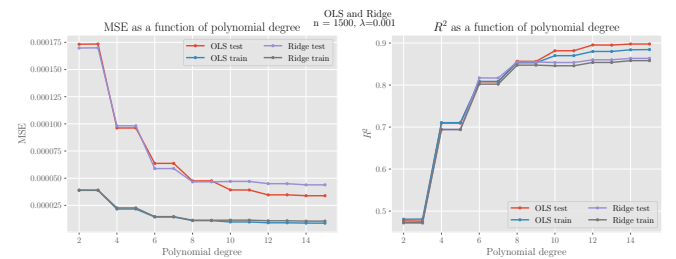 OLS and Ridge
n = 1500, λ=0.001
MSE as a function of polynomial degree
0.000175
0.000150
0.000125
0.000100
0.000075
0.000050
0.000025
MSE
OLS test
OLS train
Ridge test
Ridge train
2 4 6 8 10 12 14
Polynomial degree
R² as a function of polynomial degree
0.9
0.8
0.7
0.6
0.5
R²
OLS test
OLS train
Ridge test
Ridge train
2 4 6 8 10 12 14
Polynomial degree